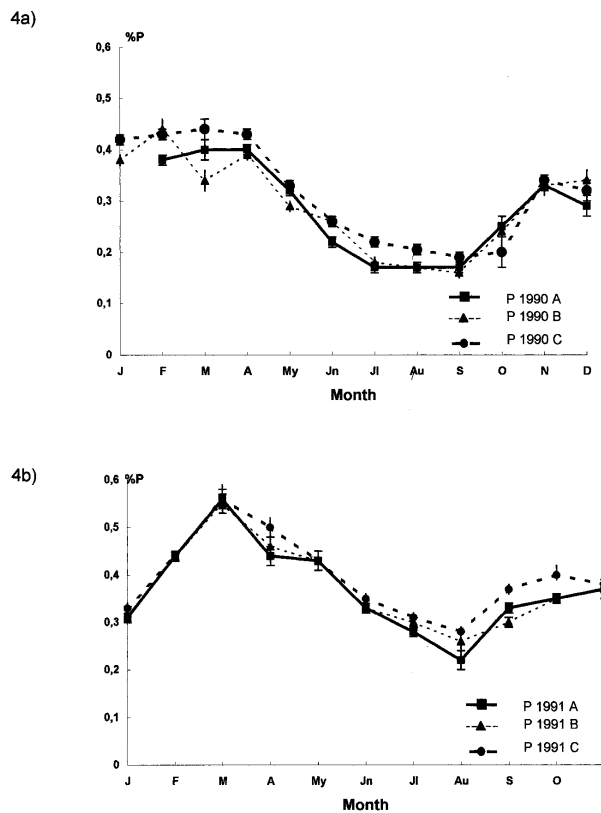 4a)
%P
0,6
0,5
0,4
0,3
0,2
0,1
0
P 1990 A
P 1990 B
P 1990 C
J F M A My Jn Jl Au S O N D
Month
4b)
%P
0,6
0,5
0,4
0,3
0,2
0,1
0
P 1991 A
P 1991 B
P 1991 C
J F M A My Jn Jl Au S O
Month